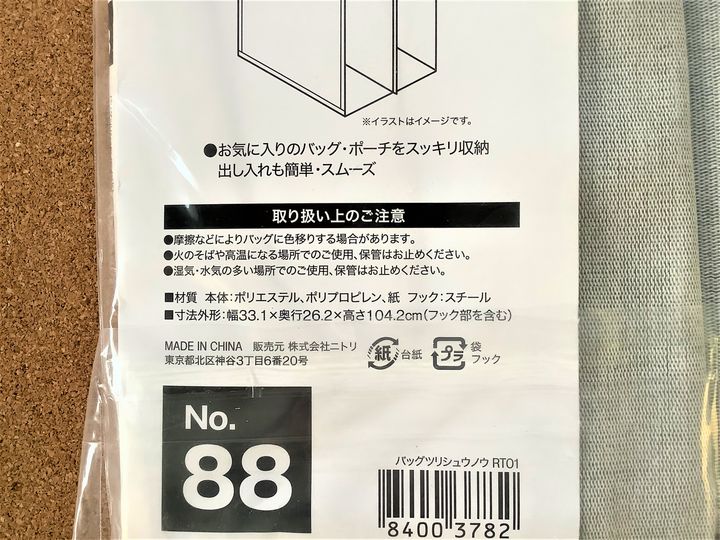 ※イラストはイメージです。
●お気に入りのバッグ・ポーチをスッキリ収納
出し入れも簡単・スムーズ
取り扱い上のご注意
●摩擦などによりバッグに色移りする場合があります。
●火のそばや高温になる場所でのご使用、保管はお止めください。
●湿気・水気の多い場所でのご使用、保管はお止めください。
■材質 本体：ポリエステル、ポリプロピレン、紙 フック：スチール
■寸法外形：幅33.1×奥行26.2×高さ104.2cm（フック部を含む）
MADE IN CHINA 販売元 株式会社ニトリ
東京都北区神谷3丁目6番20号
紙 台紙
プラ 袋
フック
No.
88
バッグツリシュウノウ RT01
8400 3782